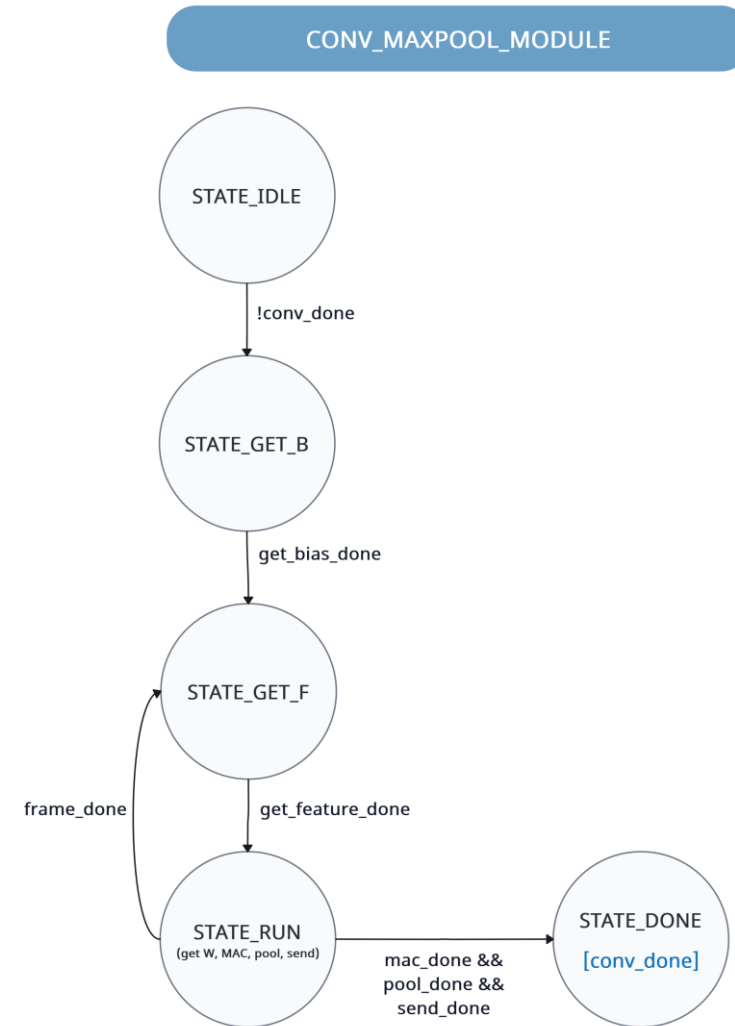 CONV_MAXPOOL_MODULE
STATE_IDLE
!conv_done
STATE_GET_B
get_bias_done
STATE_GET_F
frame_done
get_feature_done
STATE_RUN
(get W, MAC, pool, send)
mac_done &&
pool_done &&
send_done
STATE_DONE
[conv_done]